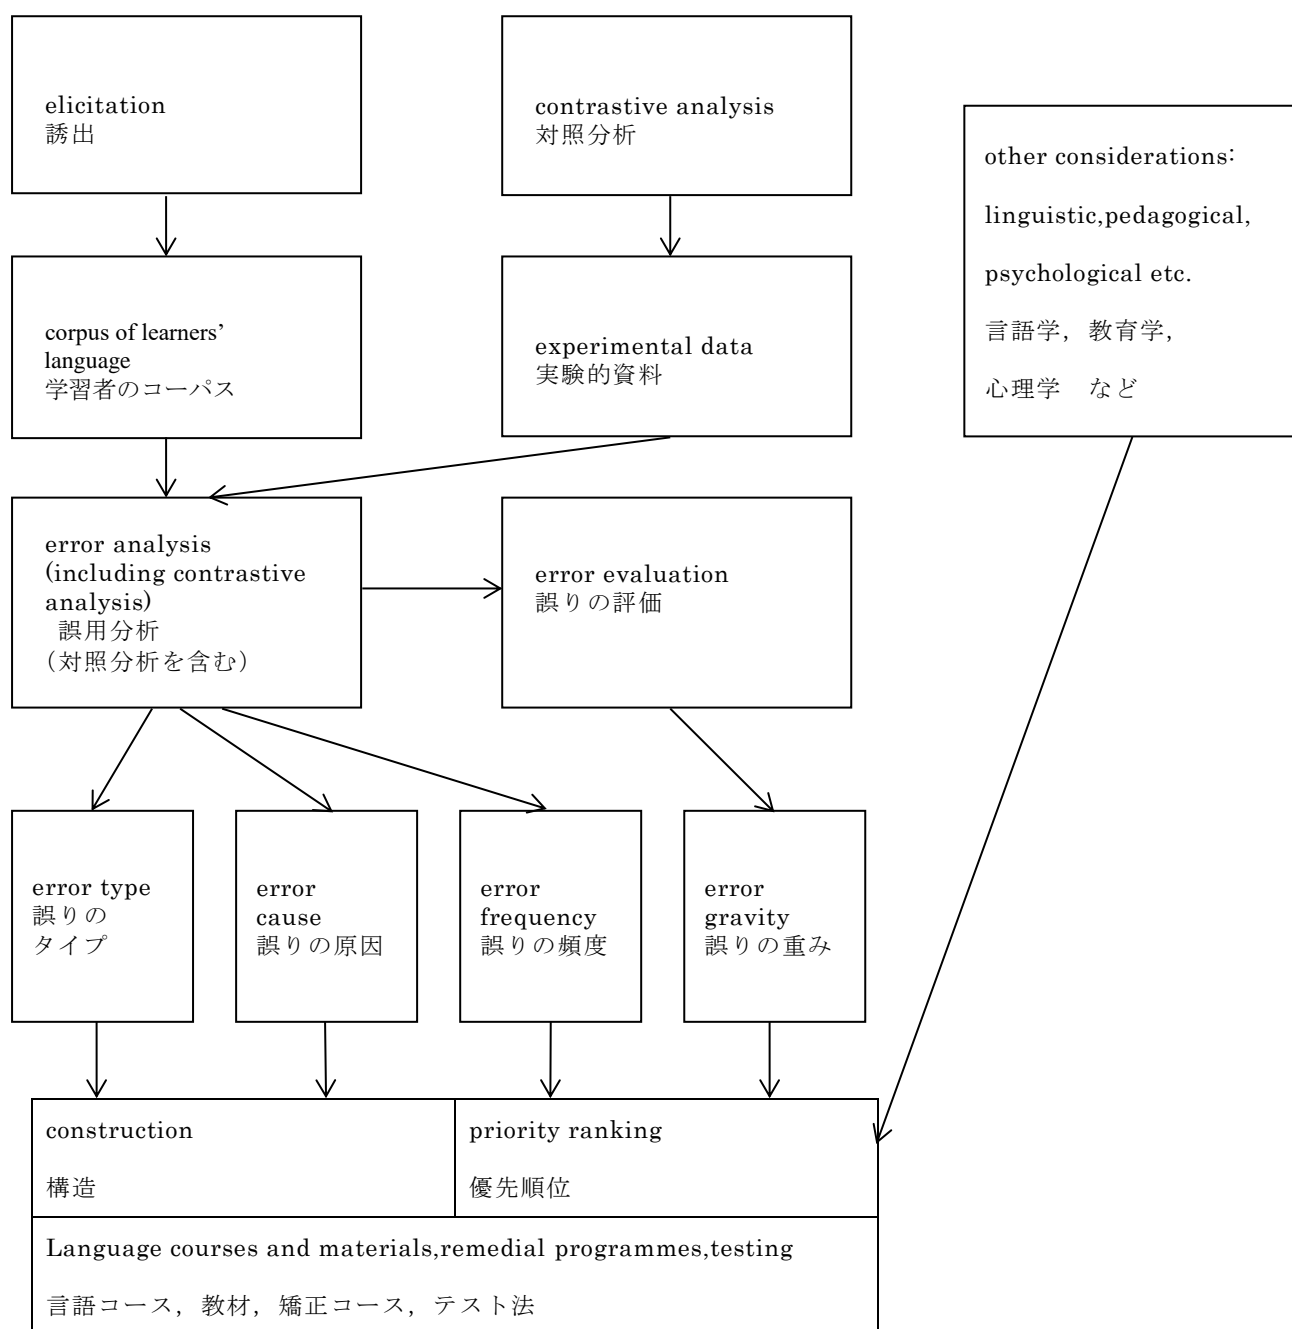 elicitation
誘出
contrastive analysis
対照分析
other considerations:
linguistic,pedagogical,
psychological etc.
言語学，教育学，
心理学　など
corpus of learners’
language
学習者のコーパス
experimental data
実験的資料
error analysis
(including contrastive
analysis)
誤用分析
（対照分析を含む）
error evaluation
誤りの評価
error type
誤りの
タイプ
error
cause
誤りの原因
error
frequency
誤りの頻度
error
gravity
誤りの重み
construction
構造
priority ranking
優先順位
Language courses and materials,remedial programmes,testing
言語コース，教材，矯正コース，テスト法